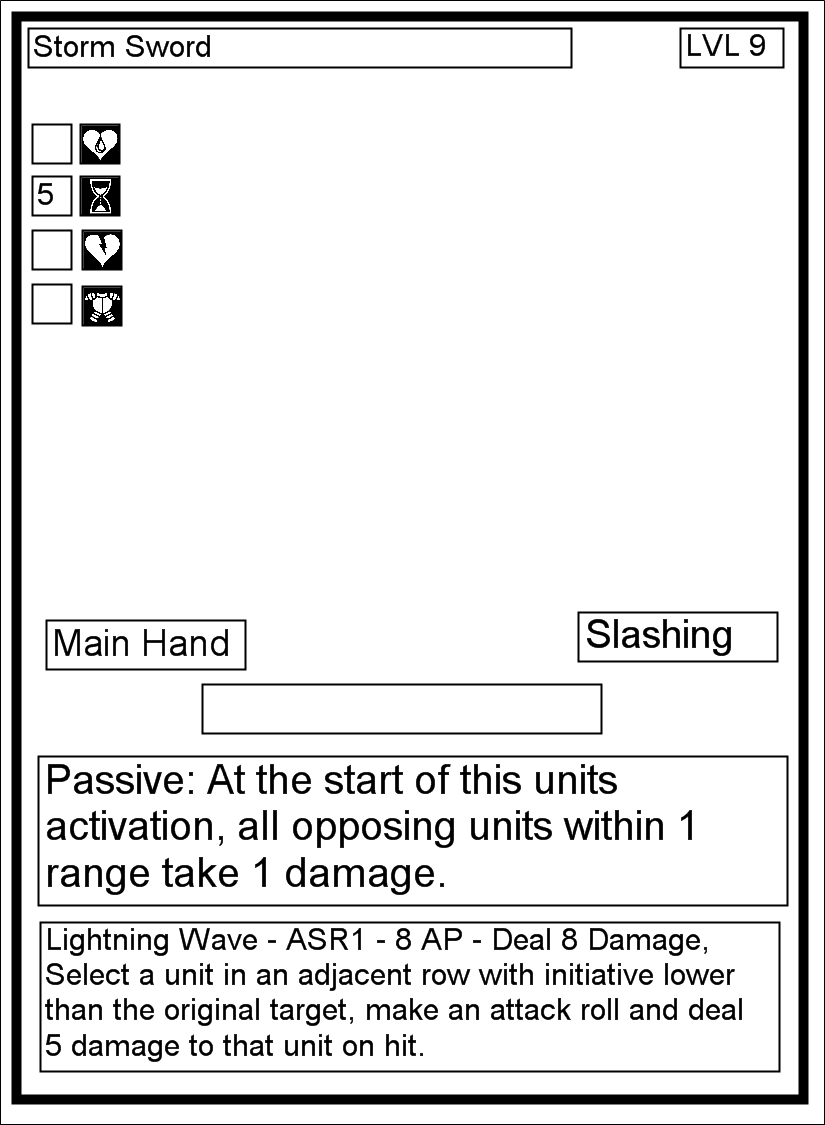 Storm Sword
LVL 9
5
Main Hand
Slashing
Passive: At the start of this units
activation, all opposing units within 1
range take 1 damage.
Lightning Wave - ASR1 - 8 AP - Deal 8 Damage,
Select a unit in an adjacent row with initiative lower
than the original target, make an attack roll and deal
5 damage to that unit on hit.